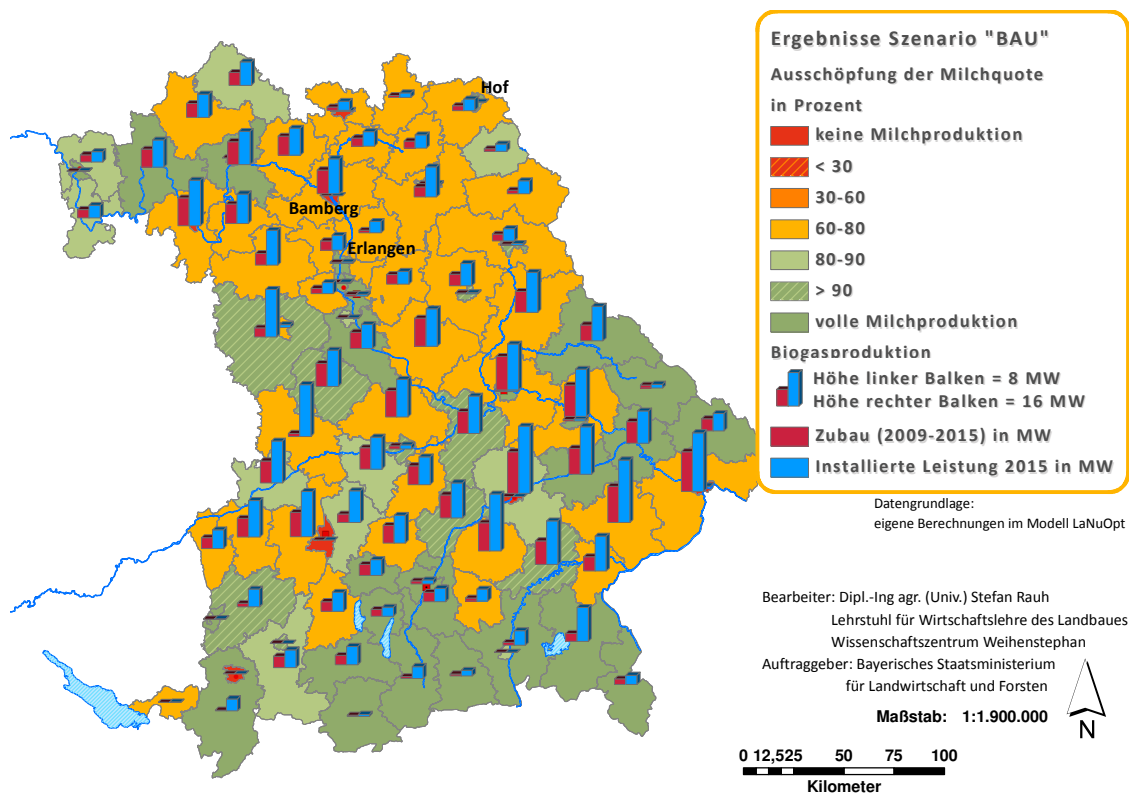 Hof
Bamberg
Erlangen
Ergebnisse Szenario "BAU"
Ausschöpfung der Milchquote
in Prozent
keine Milchproduktion
< 30
30-60
60-80
80-90
> 90
volle Milchproduktion
Biogasproduktion
Höhe linker Balken = 8 MW
Höhe rechter Balken = 16 MW
Zubau (2009-2015) in MW
Installierte Leistung 2015 in MW
Datengrundlage:
eigene Berechnungen im Modell LaNuOpt
Bearbeiter: Dipl.-Ing agr. (Univ.) Stefan Rauh
Lehrstuhl für Wirtschaftslehre des Landbaues
Wissenschaftszentrum Weihenstephan
Auftraggeber: Bayerisches Staatsministerium
für Landwirtschaft und Forsten
Maßstab: 1:1.900.000
N
0 12,525 50 75 100
Kilometer